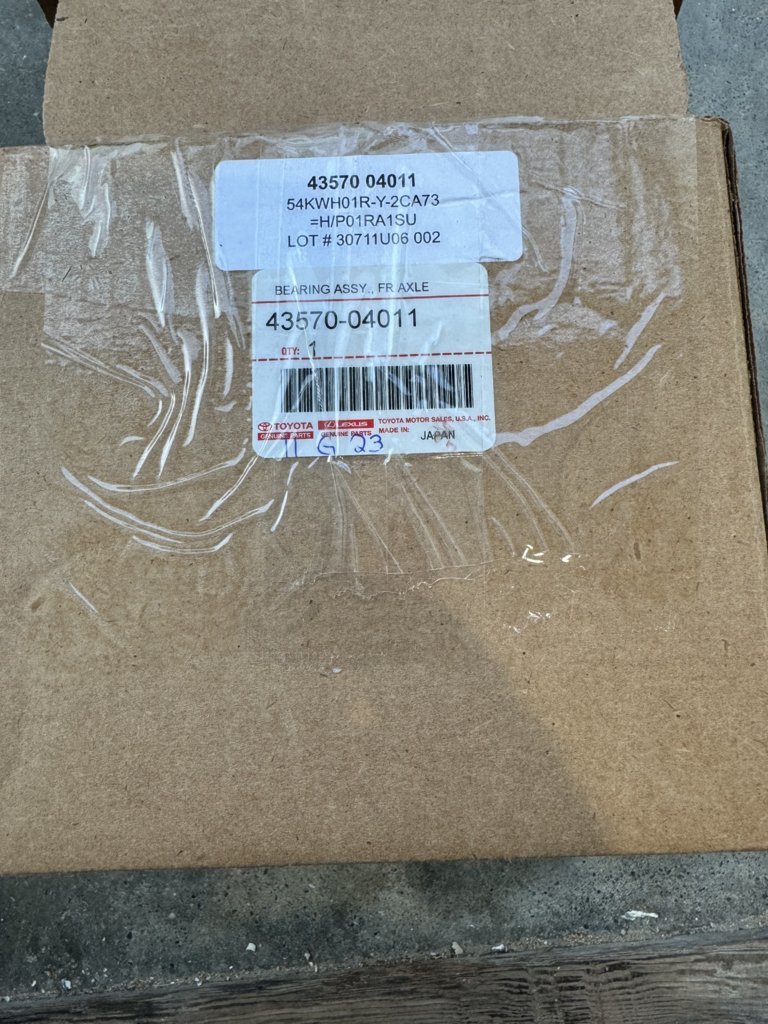 43570 04011
54KWH01R-Y-2CA73
=H/P01RA1SU
LOT # 30711U06 002
BEARING ASSY., FR AXLE
43570-04011
QTY: 1
TOYOTA
GENUINE PARTS
LEXUS
GENUINE PARTS
TOYOTA MOTOR SALES, U.S.A., INC.
MADE IN: JAPAN
11 G 23